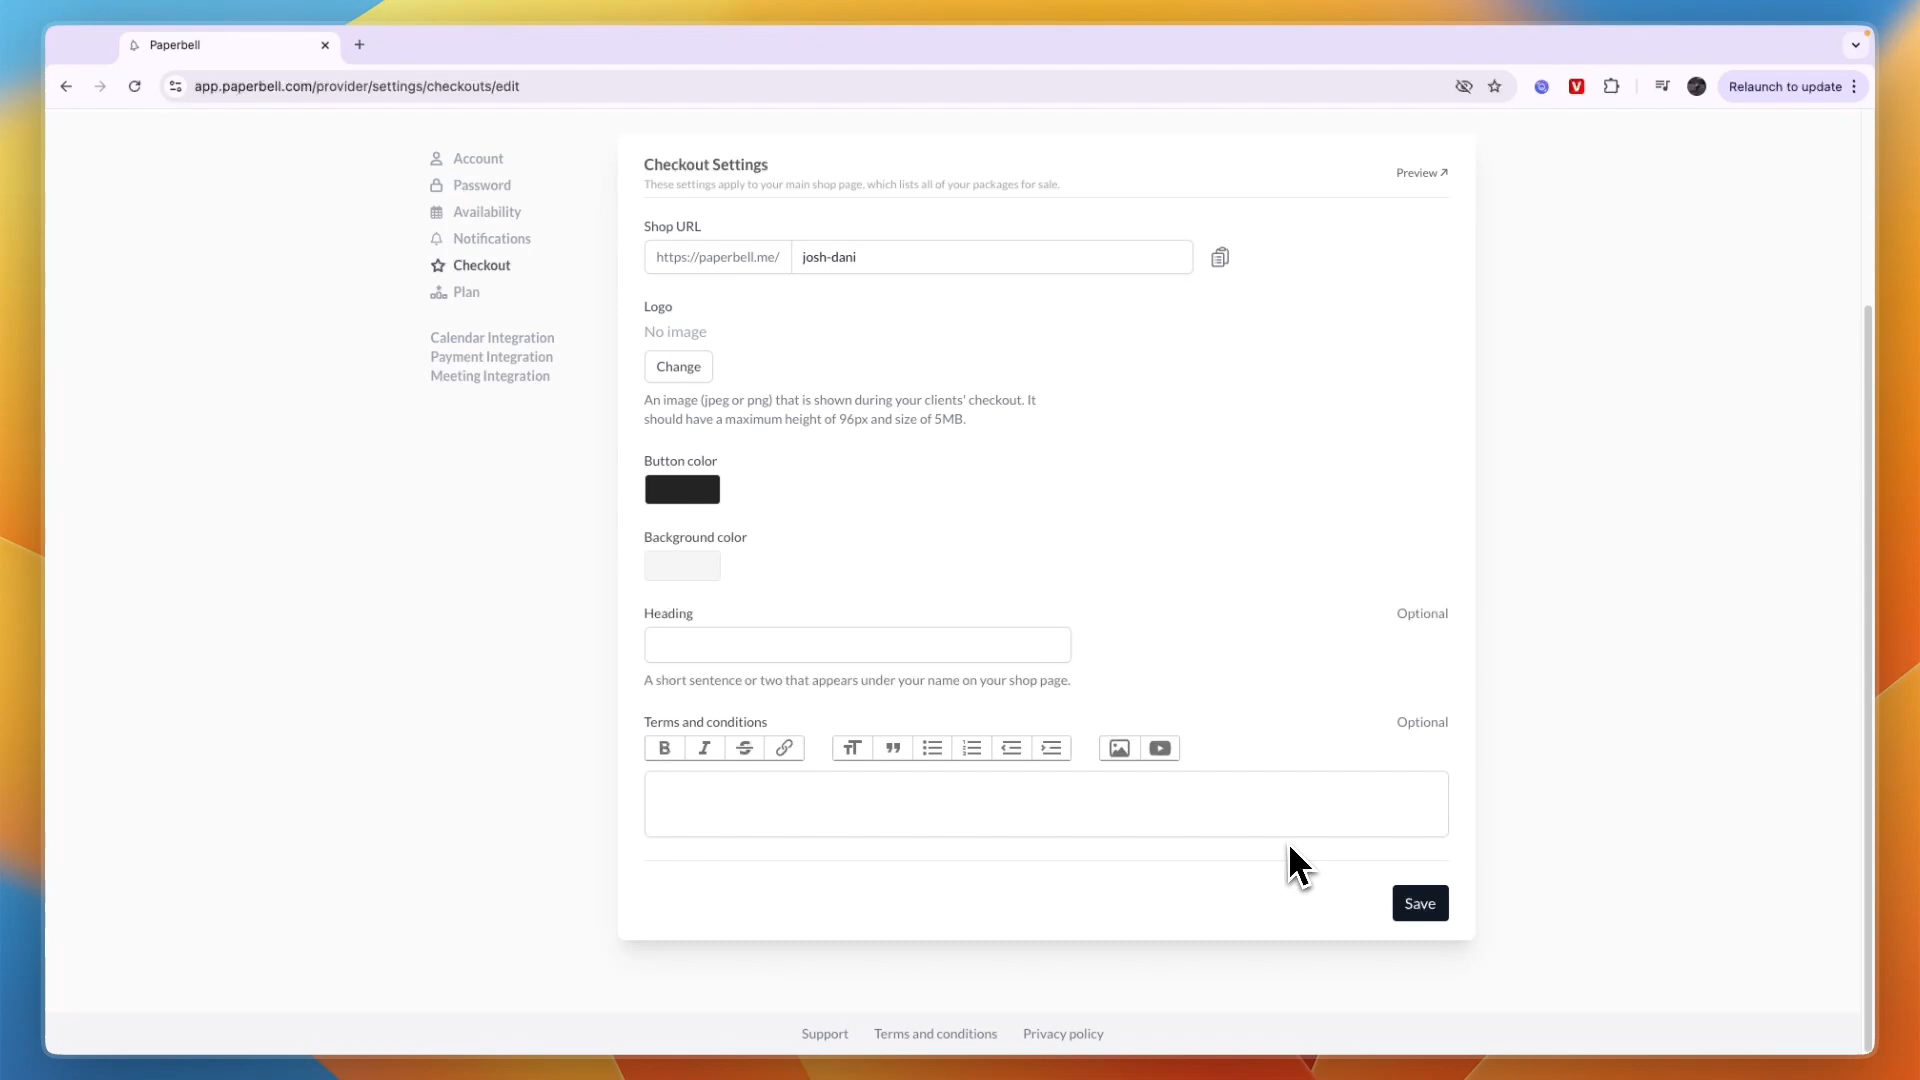 Paperbell
app.paperbell.com/provider/settings/checkouts/edit
Relaunch to update
Account
Password
Availability
Notifications
Checkout
Plan
Calendar Integration
Payment Integration
Meeting Integration
Checkout Settings
These settings apply to your main shop page, which lists all of your packages for sale.
Preview
Shop URL
https://paperbell.me/ josh-dani
Logo
No image
Change
An image (jpeg or png) that is shown during your clients' checkout. It
should have a maximum height of 96px and size of 5MB.
Button color
Background color
Heading Optional
A short sentence or two that appears under your name on your shop page.
Terms and conditions Optional
Save
Support Terms and conditions Privacy policy